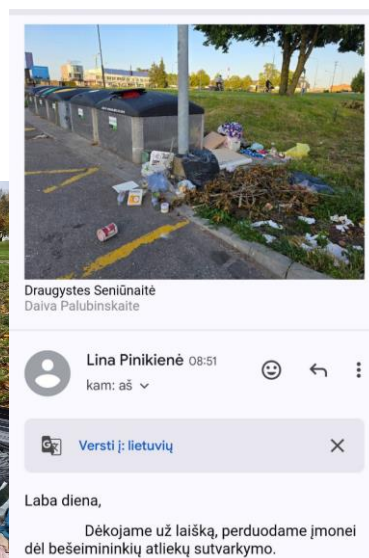 Draugystes Seniūnaitė
Daiva Palubinskaite
Lina Pinikienė 08:51
kam: aš
Versti į: lietuvių
Laba diena,
Dėkojame už laišką, perduodame įmonei
dėl bešeimininkių atliekų sutvarkymo.